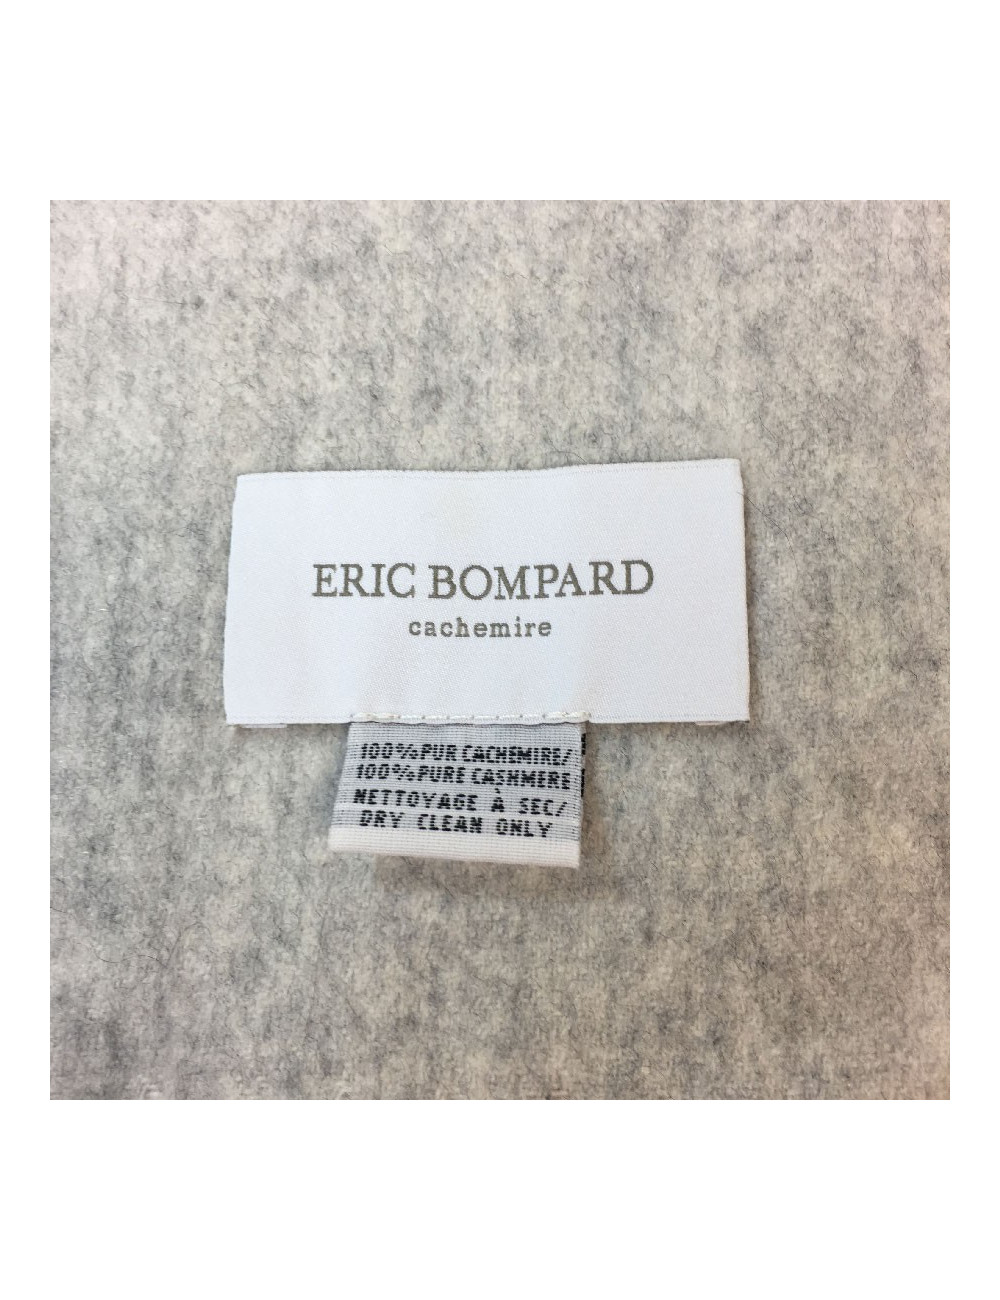 ERIC BOMPARD
cachemire
100% PUR CACHEMIRE/
100% PURE CASHMERE
NETTOYAGE À SEC/
DRY CLEAN ONLY